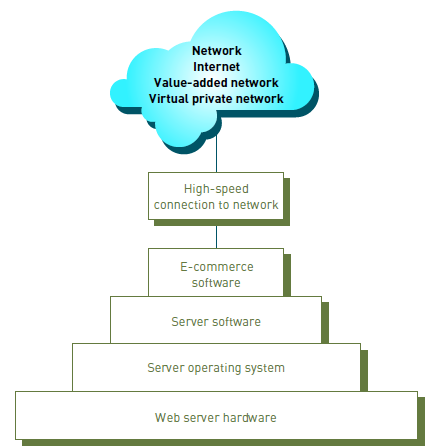 Network
Internet
Value-added network
Virtual private network
High-speed
connection to network
E-commerce
software
Server software
Server operating system
Web server hardware